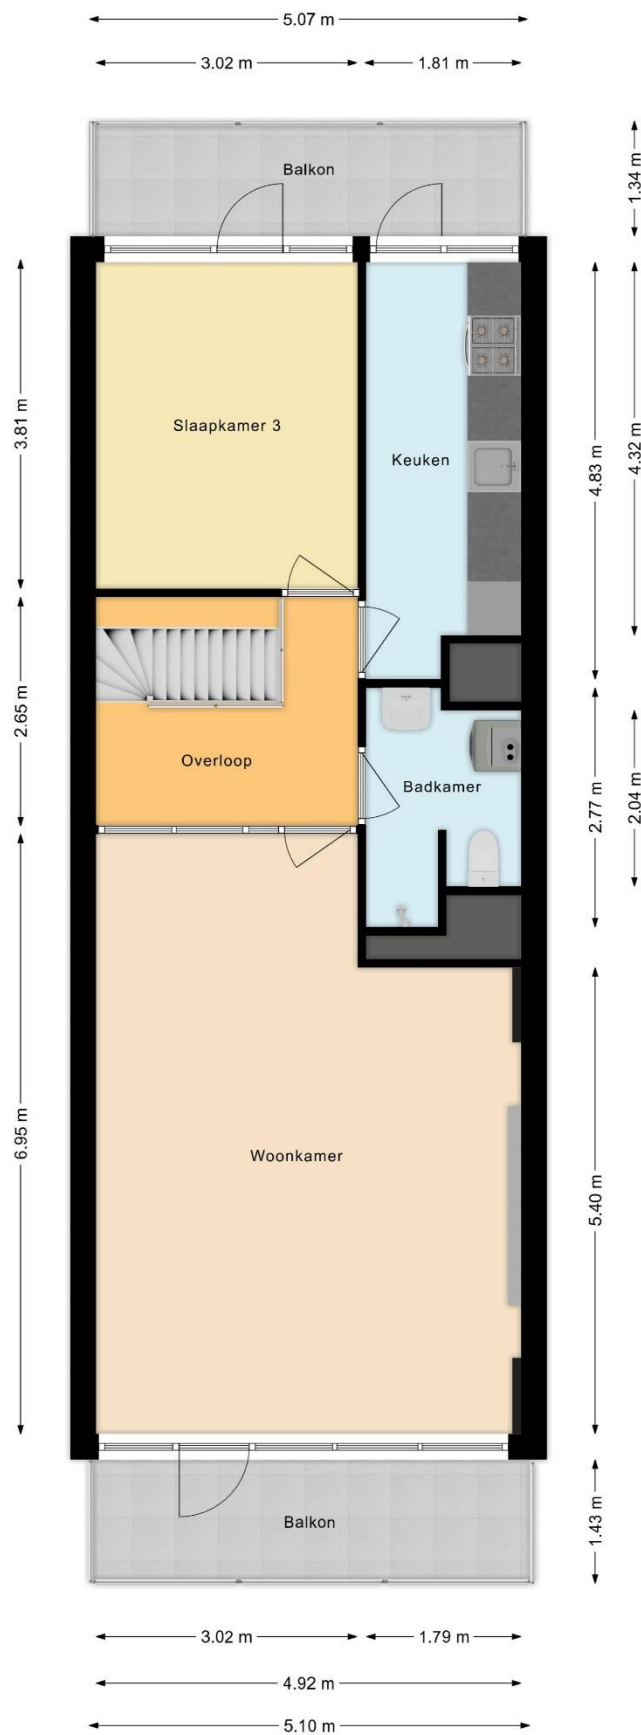 5.07 m
3.02 m
1.81 m
Balkon
1.34 m
3.81 m
Slaapkamer 3
Keuken
4.83 m
4.32 m
2.65 m
Overloop
Badkamer
2.77 m
2.04 m
6.95 m
Woonkamer
5.40 m
Balkon
1.43 m
3.02 m
1.79 m
4.92 m
5.10 m